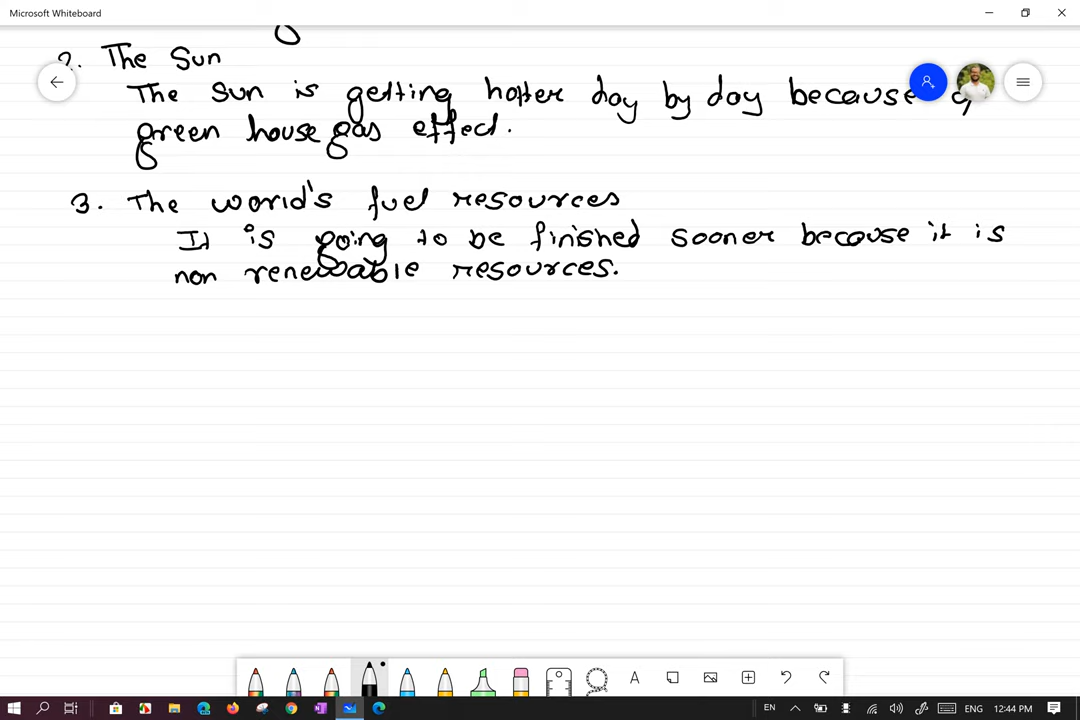 Microsoft Whiteboard
2. The Sun
The Sun is getting hotter day by day because
green house gas effect.
3. The world's fuel resources
It is going to be finished sooner because it is
non renewable resources.
A
EN
ENG
12:44 PM